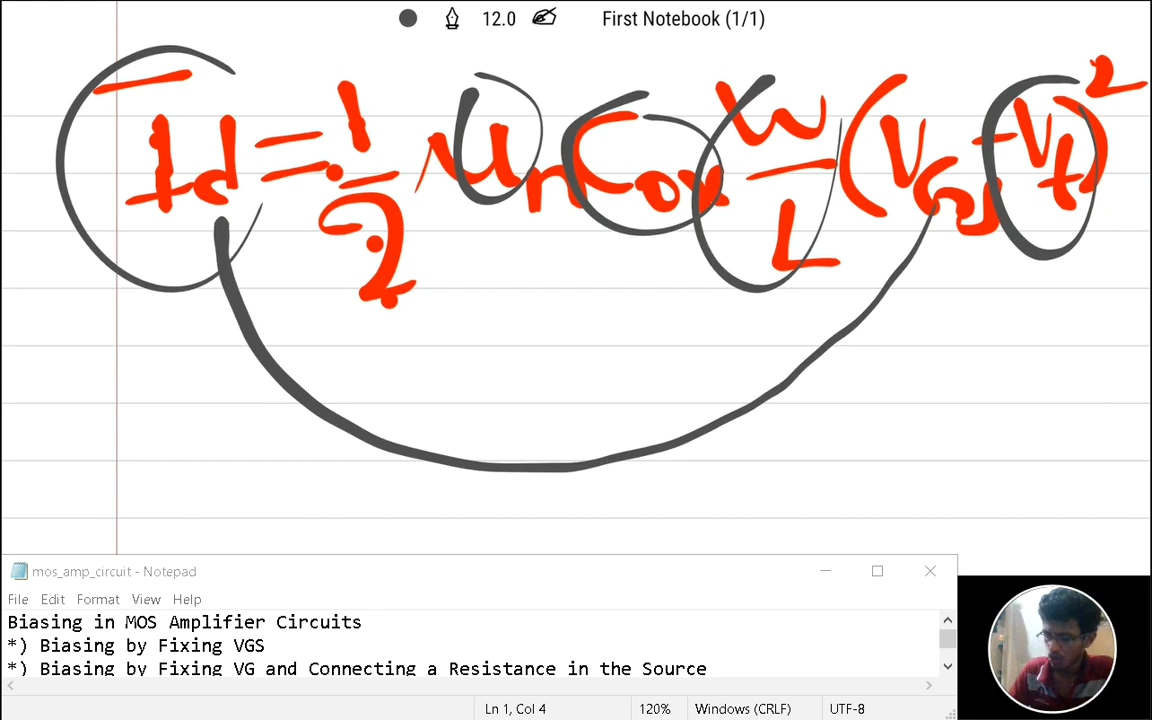 12.0 First Notebook (1/1)
Id = 1/2 μn Cox W/L (VGS - Vt)²
mos_amp_circuit - Notepad
File Edit Format View Help
Biasing in MOS Amplifier Circuits
*) Biasing by Fixing VGS
*) Biasing by Fixing VG and Connecting a Resistance in the Source
Ln 1, Col 4 120% Windows (CRLF) UTF-8